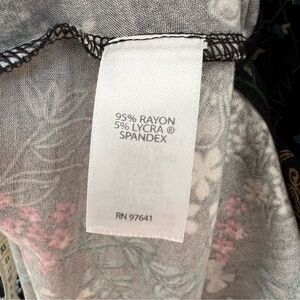 95% RAYON
5% LYCRA ®
SPANDEX
RN 97641